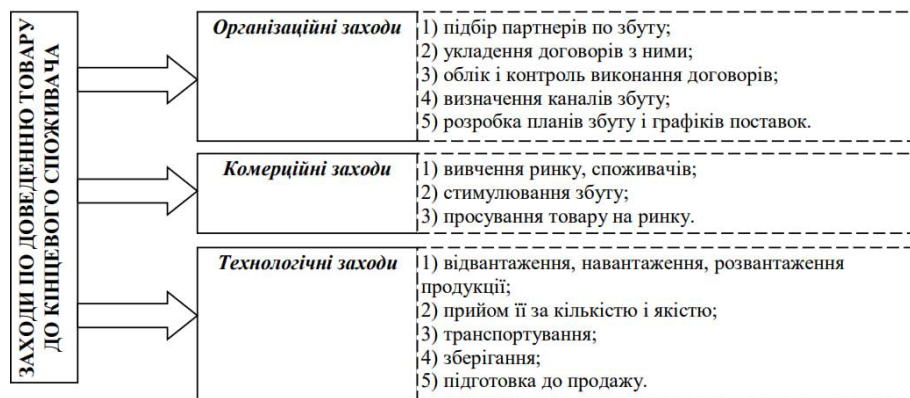 ЗАХОДИ ПО ДОВЕДЕННЮ ТОВАРУ
ДО КІНЦЕВОГО СПОЖИВАЧА
Організаційні заходи
1) підбір партнерів по збуту;
2) укладення договорів з ними;
3) облік і контроль виконання договорів;
4) визначення каналів збуту;
5) розробка планів збуту і графіків поставок.
Комерційні заходи
1) вивчення ринку, споживачів;
2) стимулювання збуту;
3) просування товару на ринку.
Технологічні заходи
1) відвантаження, навантаження, розвантаження
продукції;
2) прийом її за кількістю і якістю;
3) транспортування;
4) зберігання;
5) підготовка до продажу.